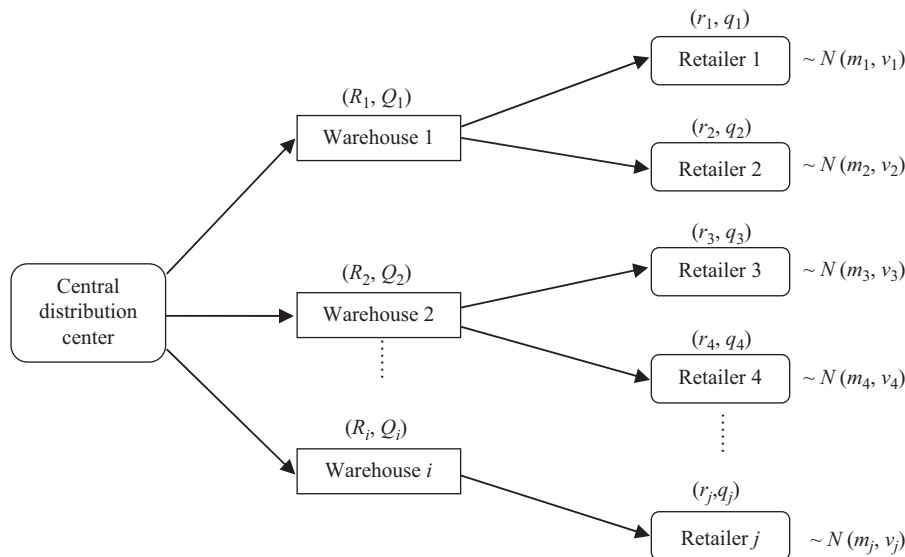 (r₁, q₁)
Retailer 1
~ N (m₁, v₁)
(R₁, Q₁)
Warehouse 1
(r₂, q₂)
Retailer 2
~ N (m₂, v₂)
(r₃, q₃)
Retailer 3
~ N (m₃, v₃)
Central
distribution
center
(R₂, Q₂)
Warehouse 2
(r₄, q₄)
Retailer 4
~ N (m₄, v₄)
(Rᵢ, Qᵢ)
Warehouse i
(rⱼ,qⱼ)
Retailer j
~ N (mⱼ, vⱼ)